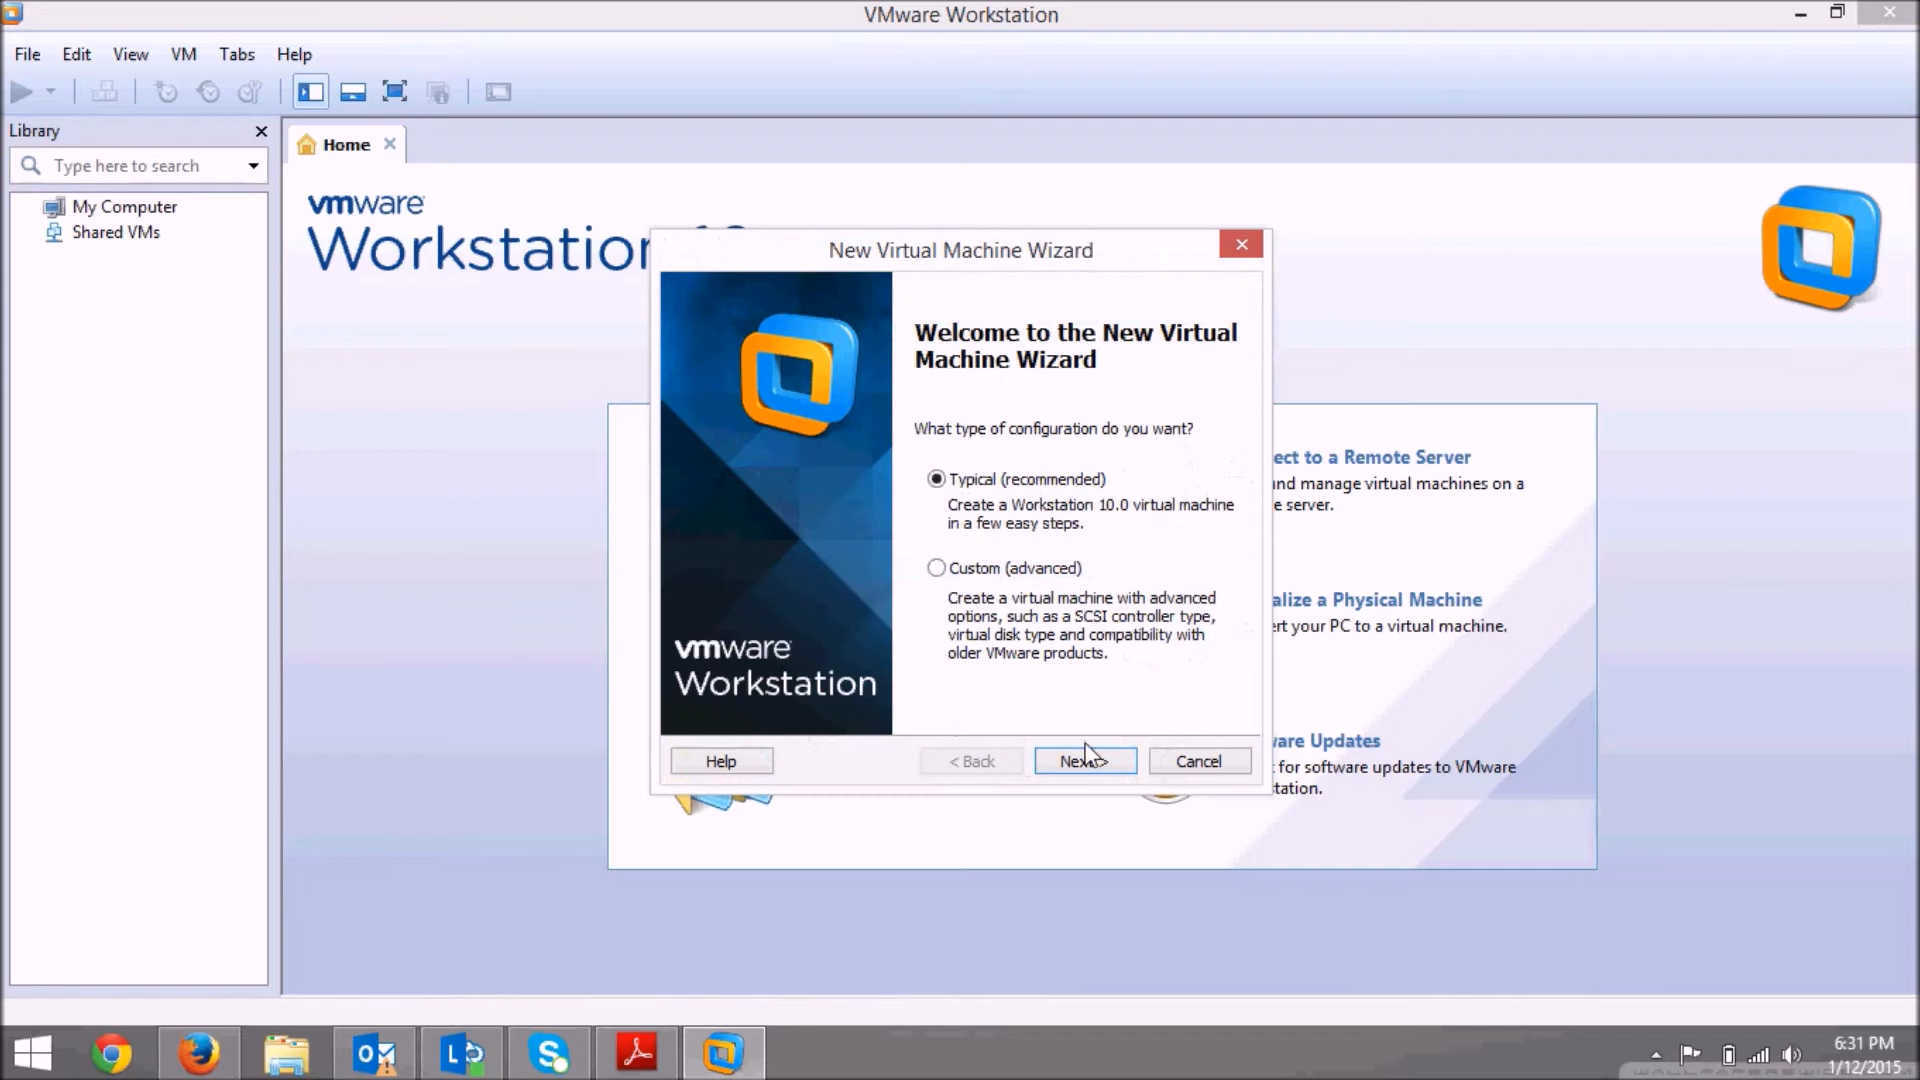 VMware Workstation
File Edit View VM Tabs Help
Library
Home
Type here to search
My Computer
Shared VMs
vmware
Workstation
New Virtual Machine Wizard
Welcome to the New Virtual
Machine Wizard
What type of configuration do you want?
Typical (recommended)
Create a Workstation 10.0 virtual machine
in a few easy steps.
Custom (advanced)
Create a virtual machine with advanced
options, such as a SCSI controller type,
virtual disk type and compatibility with
older VMware products.
vmware
Workstation
Help
< Back
Next >
Cancel
ect to a Remote Server
nd manage virtual machines on a
e server.
alize a Physical Machine
rt your PC to a virtual machine.
ware Updates
for software updates to VMware
station.
6:31 PM
1/12/2015